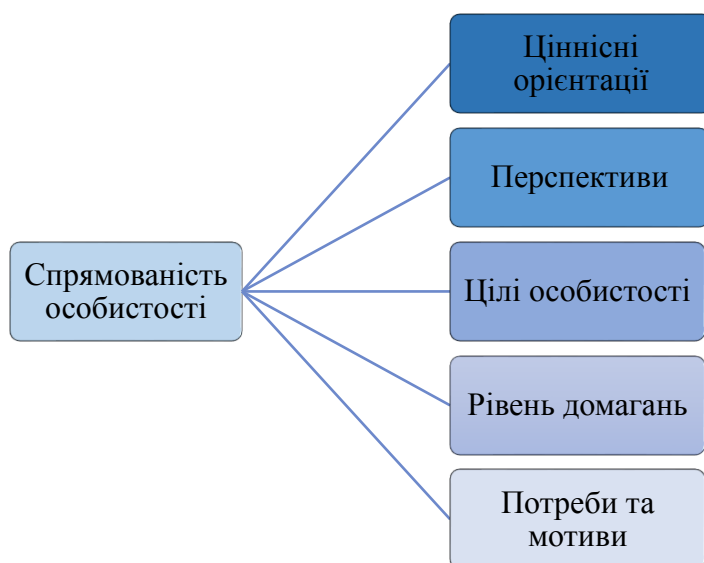 Ціннісні
орієнтації
Перспективи
Спрямованість
особистості
Цілі особистості
Рівень домагань
Потреби та
мотиви